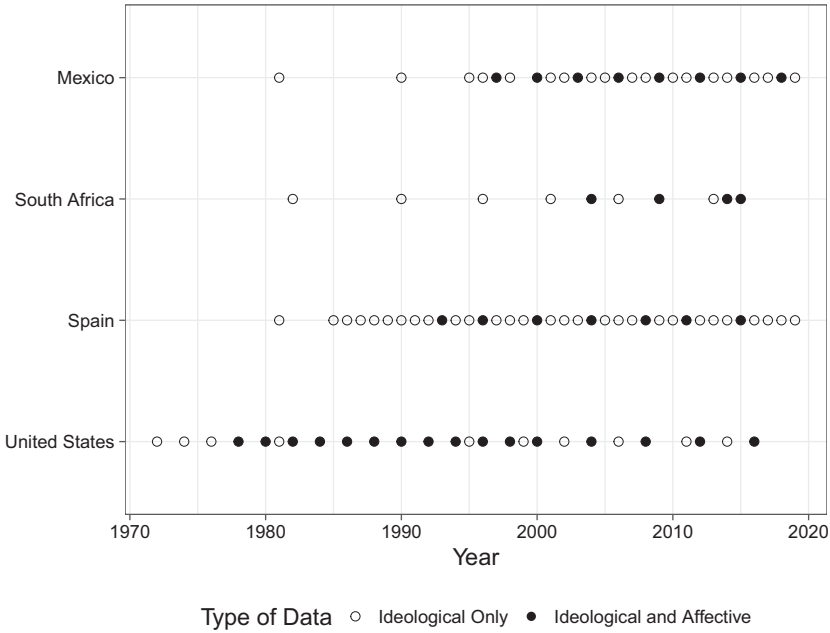 Mexico
South Africa
Spain
United States
1970 1980 1990 2000 2010 2020
Year
Type of Data Ideological Only Ideological and Affective